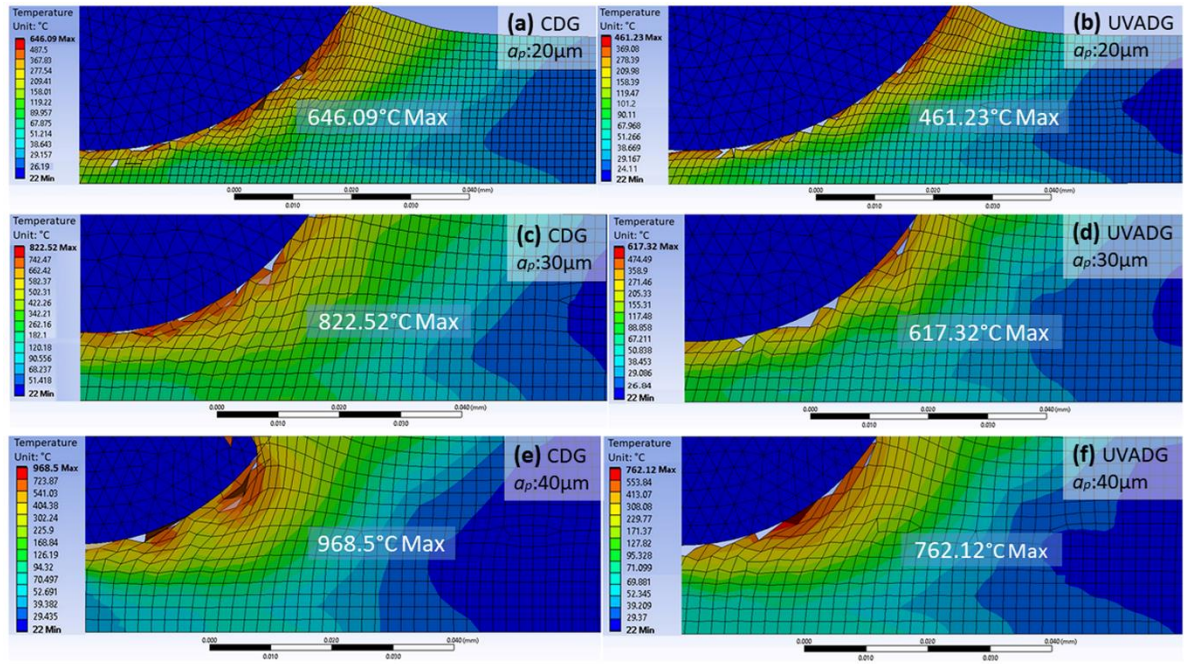 Temperature
Unit: °C
646.09 Max
487.5
367.83
277.54
209.41
158.01
119.22
89.957
67.875
51.214
38.643
29.157
26.19
22 Min
(a) CDG
ap:20µm
646.09°C Max
0.000
0.020
0.040 (mm)
0.010
0.030
Temperature
Unit: °C
461.23 Max
369.08
278.39
209.98
158.39
119.47
101.2
90.11
67.968
51.266
38.669
29.167
24.11
22 Min
(b) UVADG
ap:20µm
461.23°C Max
0.000
0.020
0.040 (mm)
0.010
0.030
Temperature
Unit: °C
822.52 Max
742.47
662.42
582.37
502.31
422.26
342.21
262.16
182.1
120.18
90.556
68.237
51.418
22 Min
(c) CDG
ap:30µm
822.52°C Max
0.000
0.020
0.040 (mm)
0.010
0.030
Temperature
Unit: °C
617.32 Max
474.49
358.9
271.46
205.33
155.31
117.48
88.858
67.211
50.838
38.453
29.086
26.84
22 Min
(d) UVADG
ap:30µm
617.32°C Max
0.000
0.020
0.040 (mm)
0.010
0.030
Temperature
Unit: °C
968.5 Max
723.87
541.03
404.38
302.24
225.9
168.84
126.19
94.32
70.497
52.691
39.382
29.435
22 Min
(e) CDG
ap:40µm
968.5°C Max
0.000
0.020
0.040 (mm)
0.010
0.030
Temperature
Unit: °C
762.12 Max
553.84
413.07
308.08
229.77
171.37
127.82
95.328
71.099
69.881
52.345
39.209
29.37
22 Min
(f) UVADG
ap:40µm
762.12°C Max
0.000
0.020
0.040 (mm)
0.010
0.030